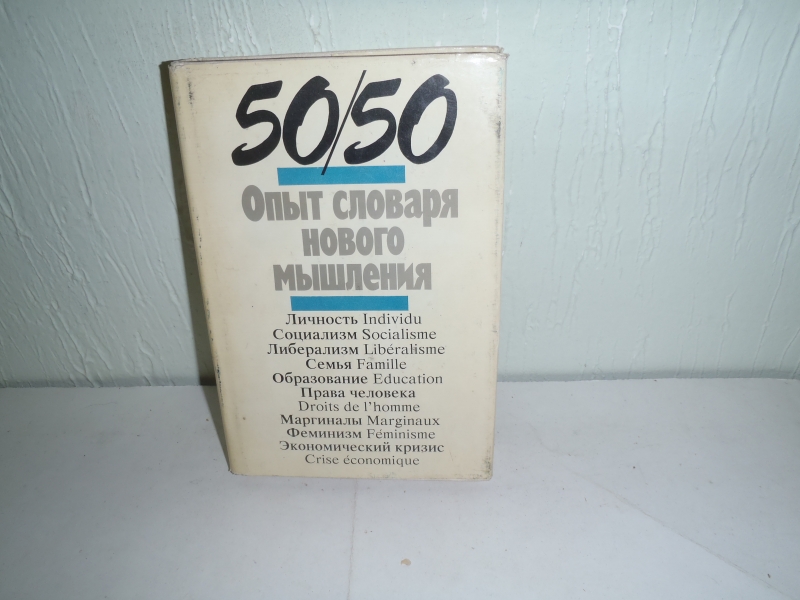 50/50
Опыт словаря
нового
мышления
Личность Individu
Социализм Socialisme
Либерализм Libéralisme
Семья Famille
Образование Education
Права человека
Droits de l'homme
Маргиналы Marginaux
Феминизм Féminisme
Экономический кризис
Crise économique